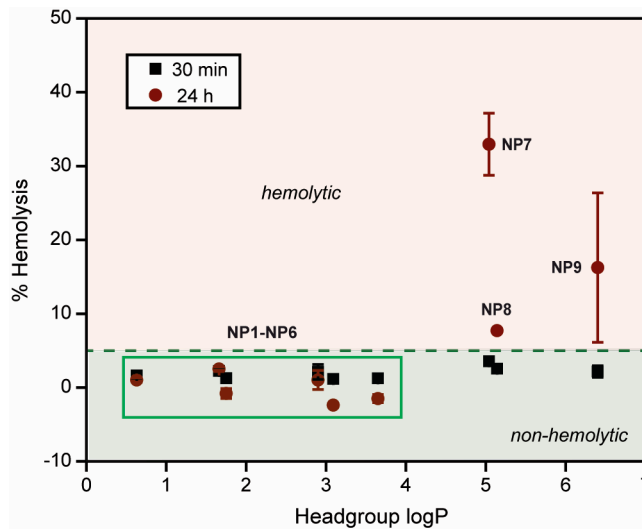 50
40
30
20
10
0
-10
% Hemolysis
30 min
24 h
hemolytic
NP7
NP9
NP8
NP1-NP6
non-hemolytic
0 1 2 3 4 5 6 7
Headgroup logP